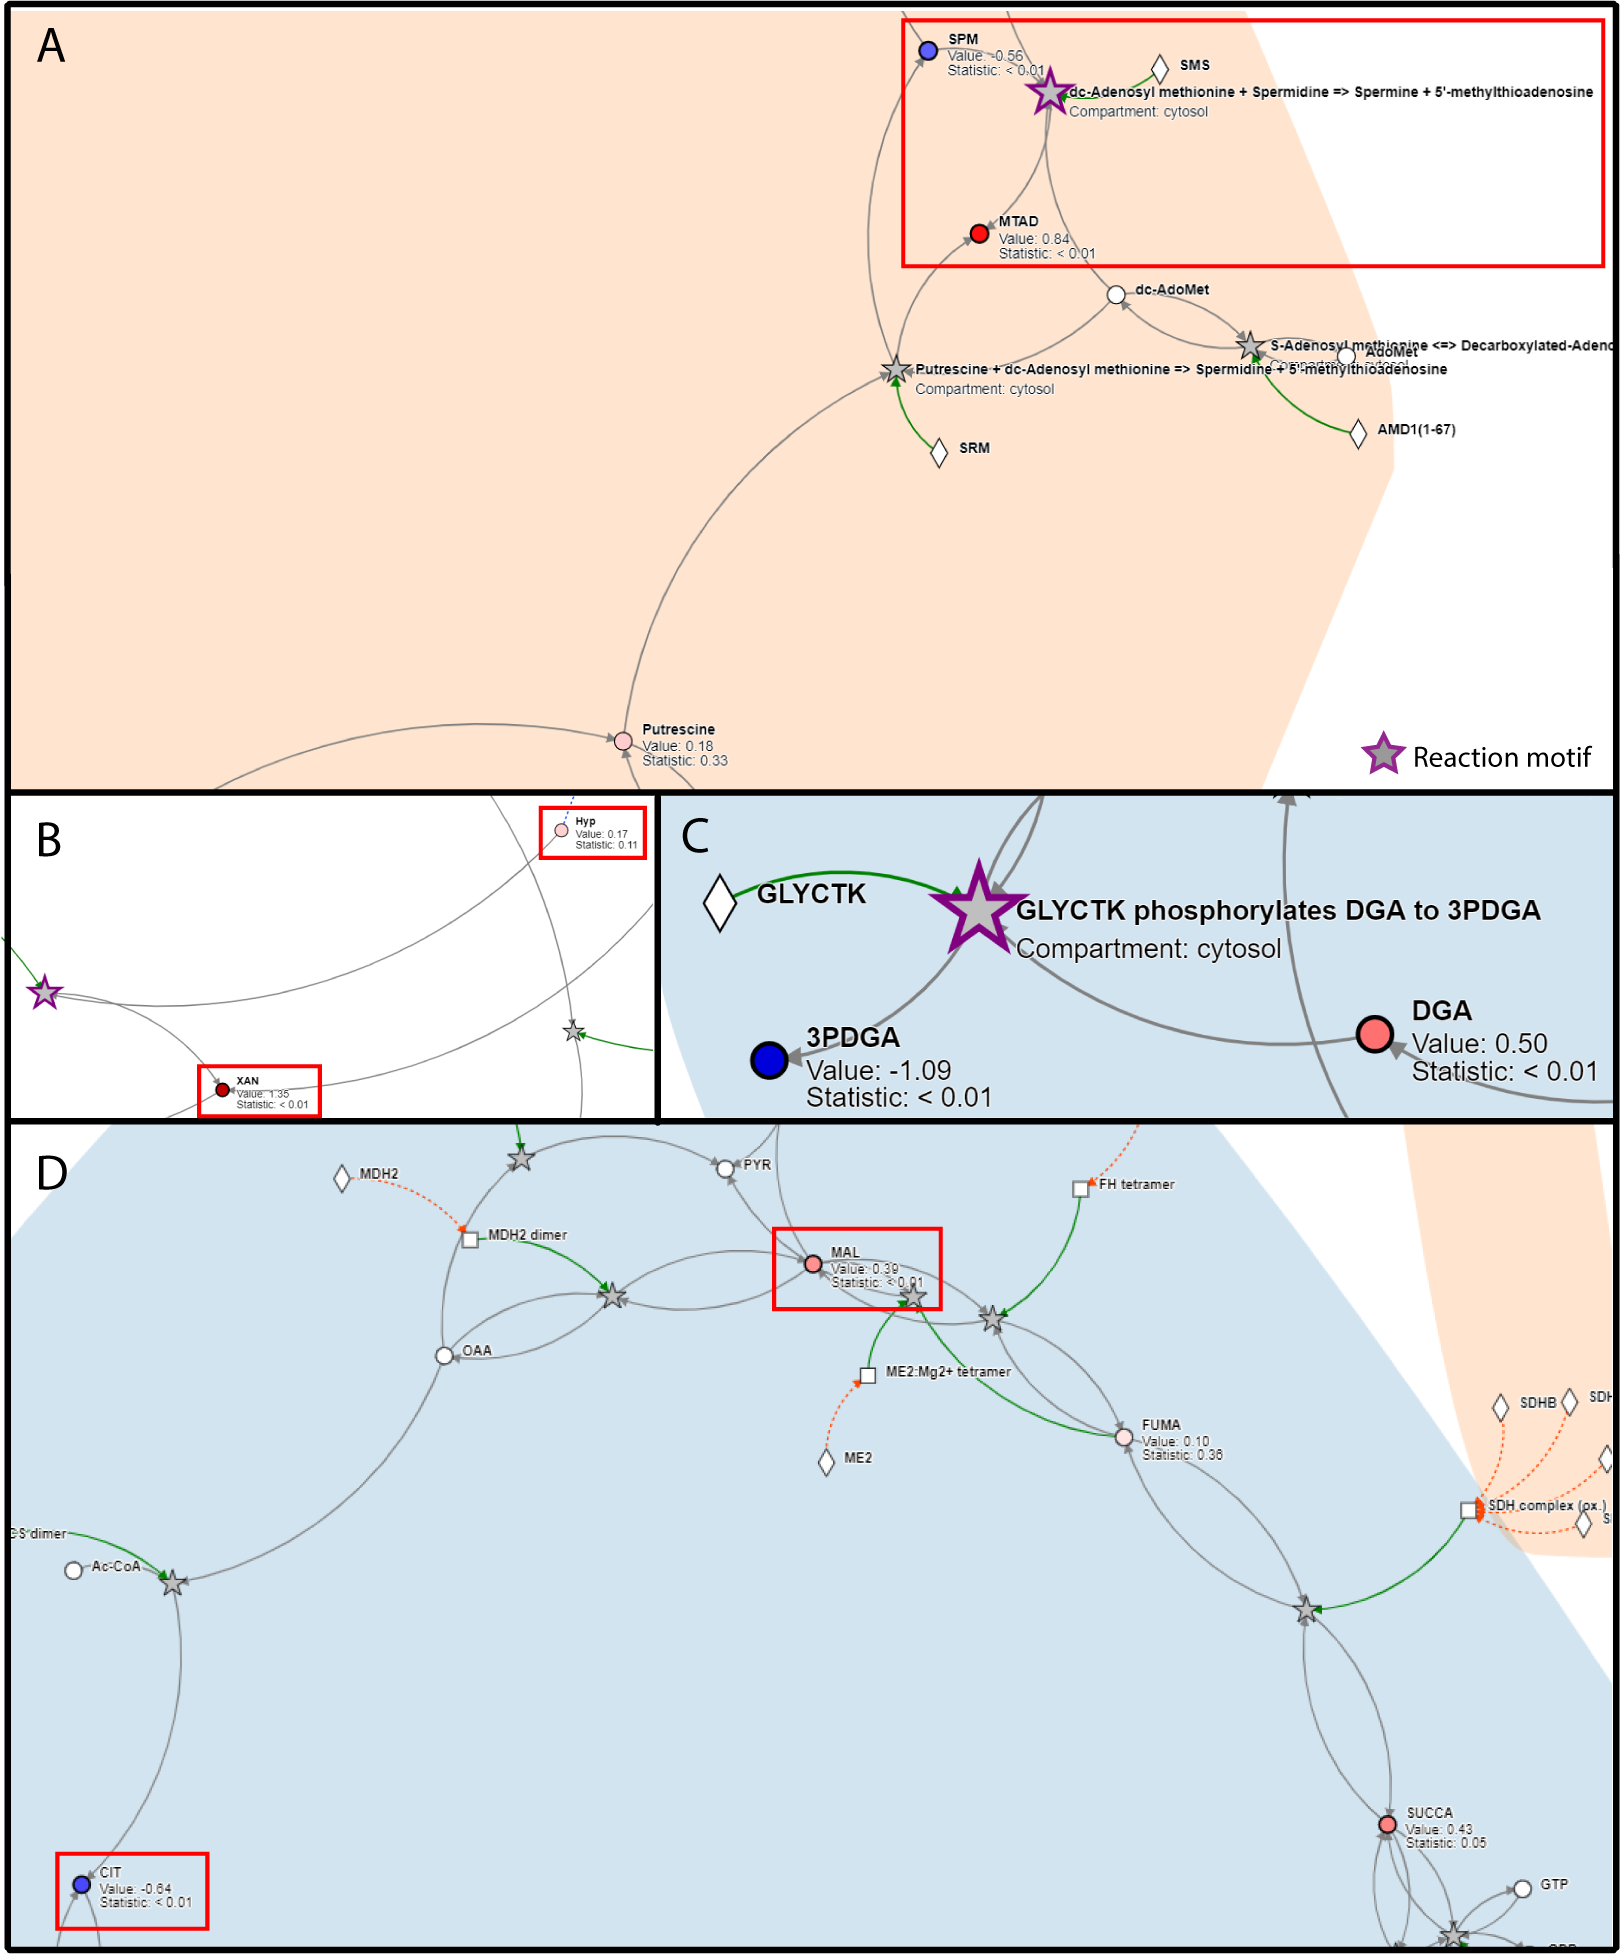 A
SPM
Value: -0.56
Statistic: < 0.01
SMS
dc-Adenosyl methionine + Spermidine => Spermine + 5'-methylthioadenosine
Compartment: cytosol
MTAD
Value: 0.84
Statistic: < 0.01
dc-AdoMet
S-Adenosyl methionine <=> Decarboxylated-Adeno
AdoMet
Compartment: cytosol
Putrescine + dc-Adenosyl methionine => Spermidine + 5'-methylthioadenosine
Compartment: cytosol
AMD1(1-67)
SRM
Putrescine
Value: 0.18
Statistic: 0.33
Reaction motif
B
Hyp
Value: 0.17
Statistic: 0.11
XAN
Value: 1.35
Statistic: < 0.01
C
GLYCTK
GLYCTK phosphorylates DGA to 3PDGA
Compartment: cytosol
3PDGA
Value: -1.09
Statistic: < 0.01
DGA
Value: 0.50
Statistic: < 0.01
D
MDH2
PYR
FH tetramer
MDH2 dimer
MAL
Value: 0.39
Statistic: < 0.01
OAA
ME2:Mg2+ tetramer
ME2
FUMA
Value: 0.10
Statistic: 0.36
SDHB
SDH
SDH complex (ox.)
CS dimer
Ac-CoA
SUCCA
Value: 0.43
Statistic: 0.05
CIT
Value: -0.64
Statistic: < 0.01
GTP